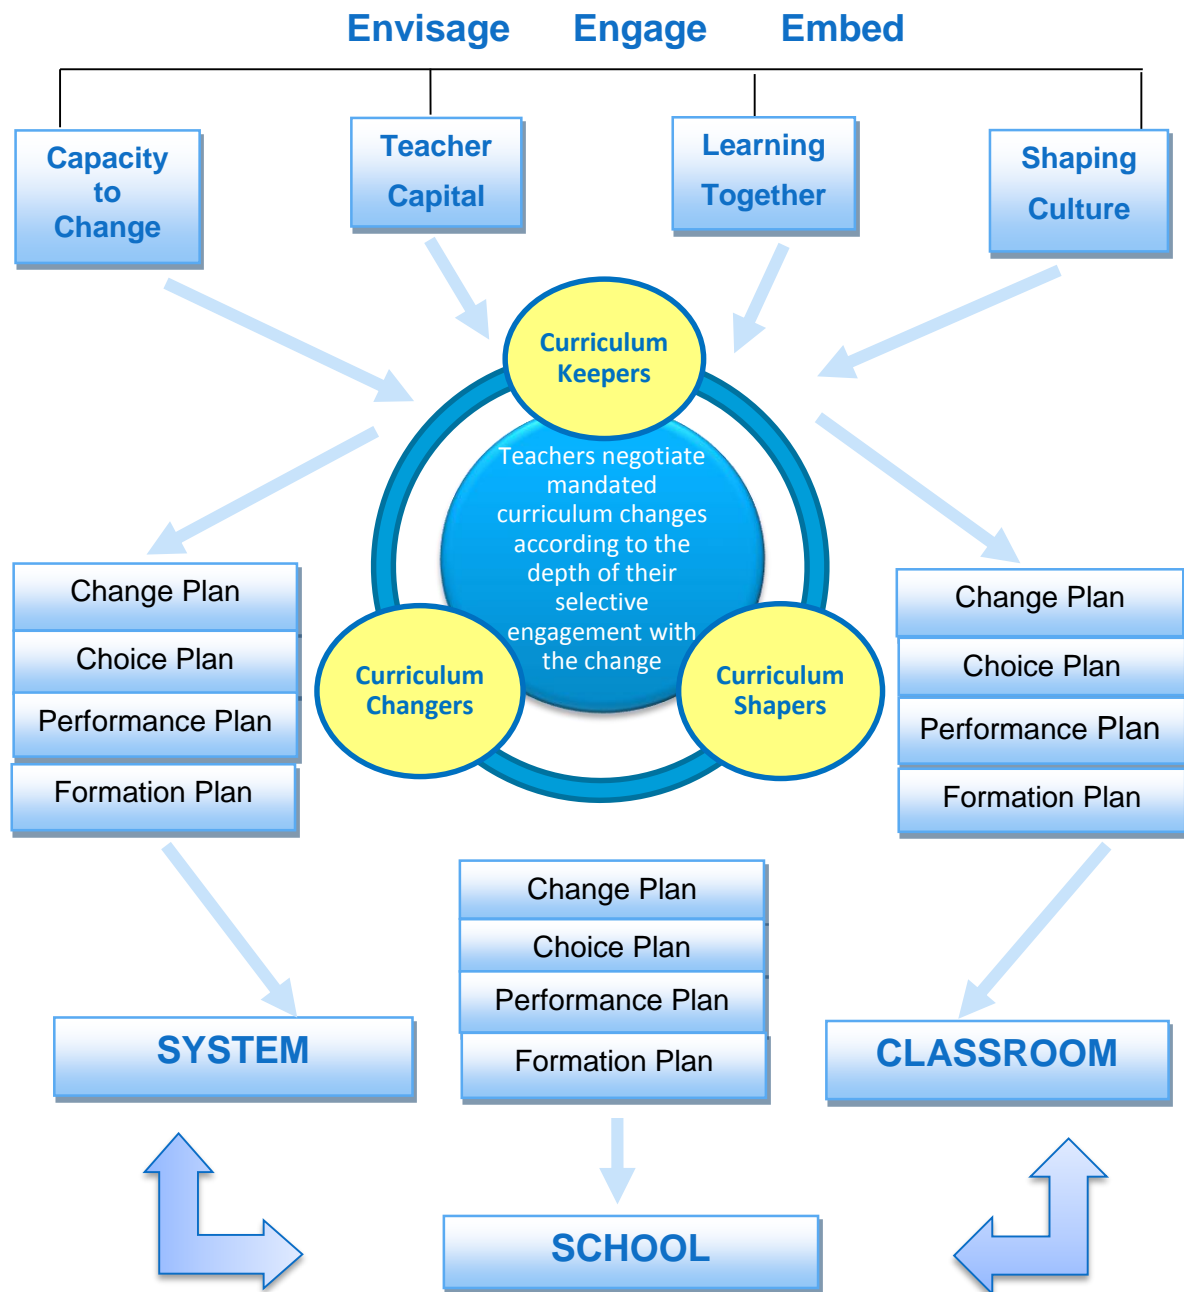 Envisage Engage Embed
Capacity
to
Change
Teacher
Capital
Learning
Together
Shaping
Culture
Curriculum
Keepers
Teachers negotiate
mandated
curriculum changes
according to the
depth of their
selective
engagement with
the change
Curriculum
Changers
Curriculum
Shapers
Change Plan
Choice Plan
Performance Plan
Formation Plan
Change Plan
Choice Plan
Performance Plan
Formation Plan
Change Plan
Choice Plan
Performance Plan
Formation Plan
SYSTEM
CLASSROOM
SCHOOL